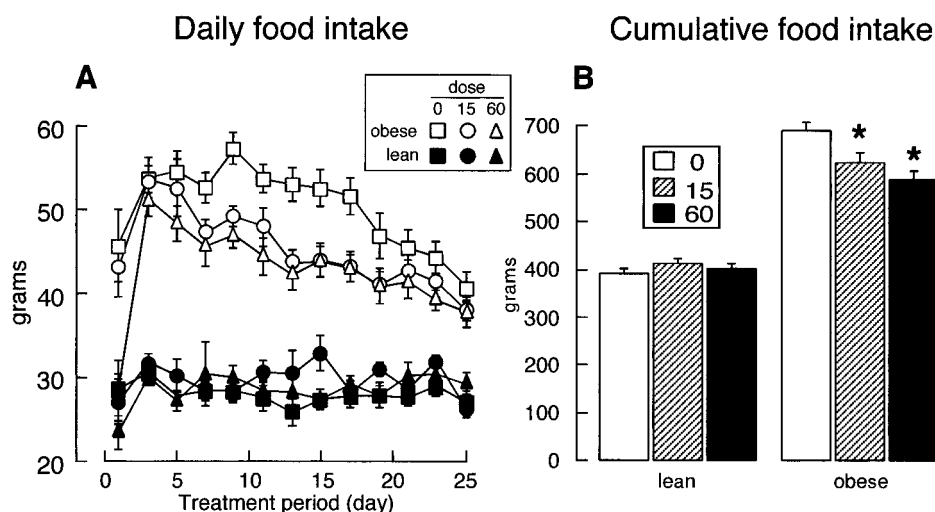 Daily food intake
Cumulative food intake
A
B
dose
0 15 60
obese
lean
60
50
40
30
20
grams
0 5 10 15 20 25
Treatment period (day)
700
600
500
400
300
200
100
0
grams
0
15
60
*
*
lean obese